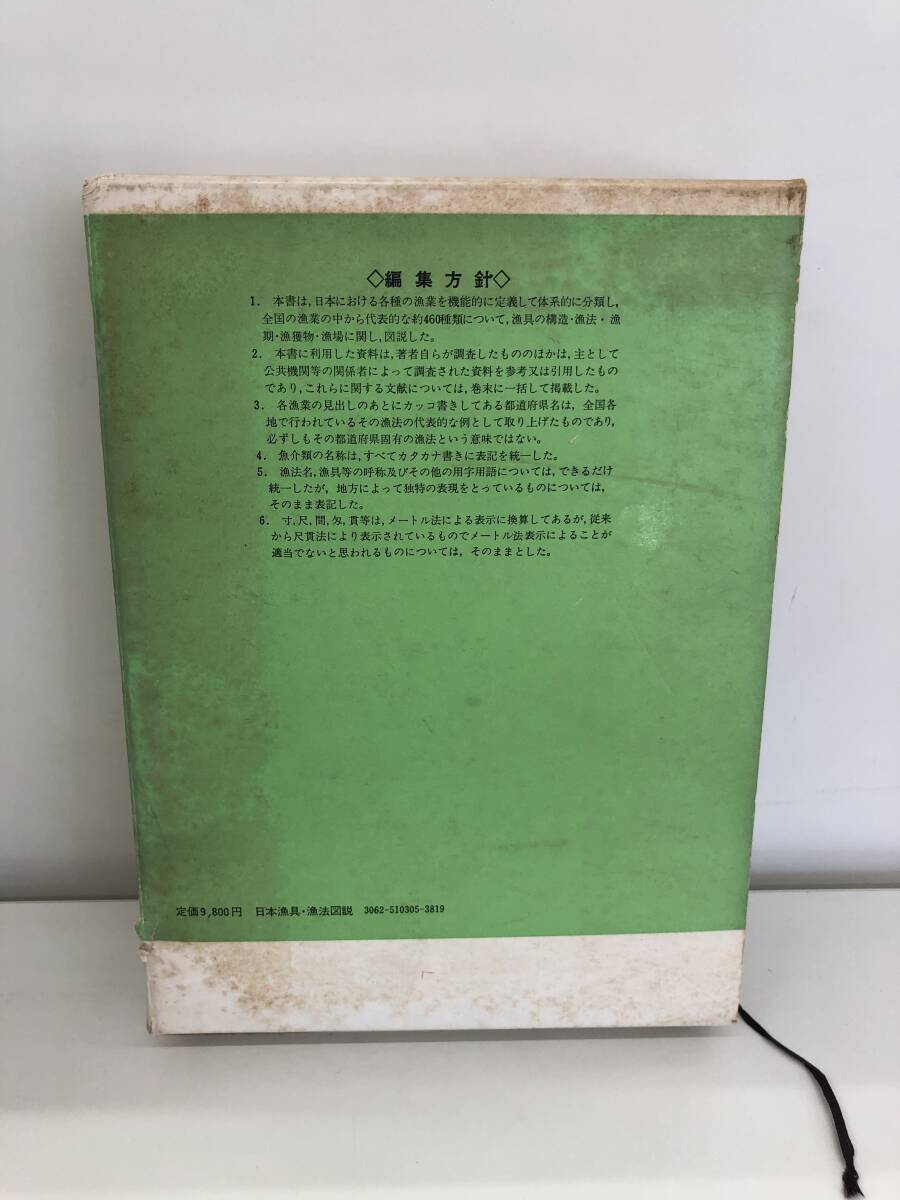 ◇編集方針◇
1. 本書は,日本における各種の漁業を機能的に定義して体系的に分類し,
全国の漁業の中から代表的な約460種類について,漁具の構造・漁法・漁
期・漁獲物・漁場に関し,図説した。
2. 本書に利用した資料は,著者自らが調査したもののほかは,主として
公共機関等の関係者によって調査された資料を参考又は引用したもの
であり,これらに関する文献については,巻末に一括して掲載した。
3. 各漁業の見出しのあとにカッコ書きしてある都道府県名は,全国各
地で行われているその漁法の代表的な例として取り上げたものであり,
必ずしもその都道府県固有の漁法という意味ではない。
4. 魚介類の名称は,すべてカタカナ書きに表記を統一した。
5. 漁法名,漁具等の呼称及びその他の用字用語については,できるだけ
統一したが,地方によって独特の表現をとっているものについては,
そのまま表記した。
6. 寸,尺,間,匁,貫等は,メートル法による表示に換算してあるが,従来
から尺貫法により表示されているものでメートル法表示によることが
適当でないと思われるものについては,そのままとした。
定価9,800円 日本漁具・漁法図説 3062-510305-3819